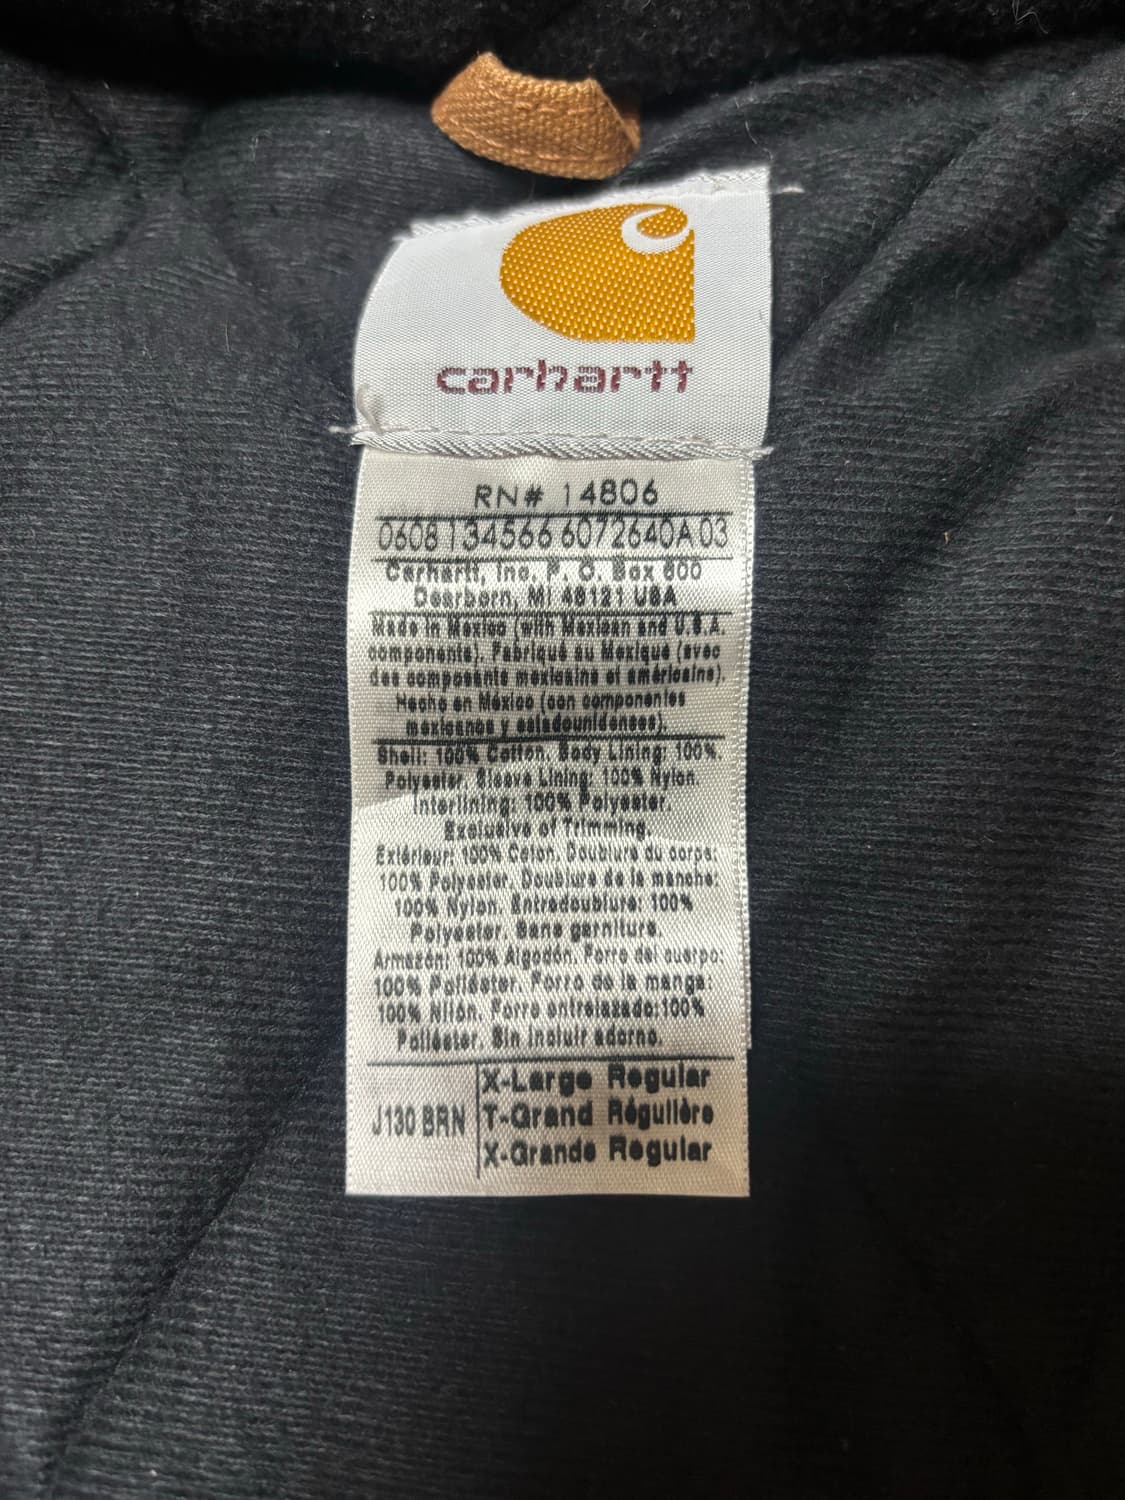 carhartt
RN# 14806
0608 134566 6072640A 03
Carhartt, Inc. P. O. Box 600
Dearborn, MI 48121 USA
Made in Mexico (with Mexican and U.S.A.
components). Fabriqué au Mexique (avec
des composants mexicains et américains).
Hecho en México (con componentes
mexicanos y estadounidenses).
Shell: 100% Cotton. Body Lining: 100%
Polyester. Sleeve Lining: 100% Nylon
Interlining: 100% Polyester.
Exclusive of Trimming.
Extérieur: 100% Coton. Doublure du corps:
100% Polyester. Doublure de la manche:
100% Nylon. Entredoublure: 100%
Polyester. Sans garniture.
Armazón: 100% Algodón. Forro del cuerpo:
100% Poliéster. Forro de la manga:
100% Nilón. Forro entrelazado:100%
Poliéster. Sin incluir adorno.
J130 BRN
X-Large Regular
T-Grand Régulière
X-Grande Regular